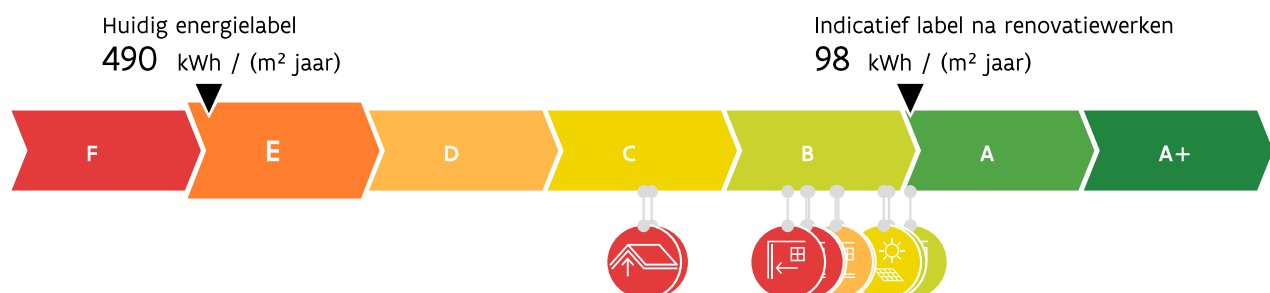 Huidig energielabel
490 kWh / (m² jaar)
Indicatief label na renovatiewerken
98 kWh / (m² jaar)
F E D C B A A+